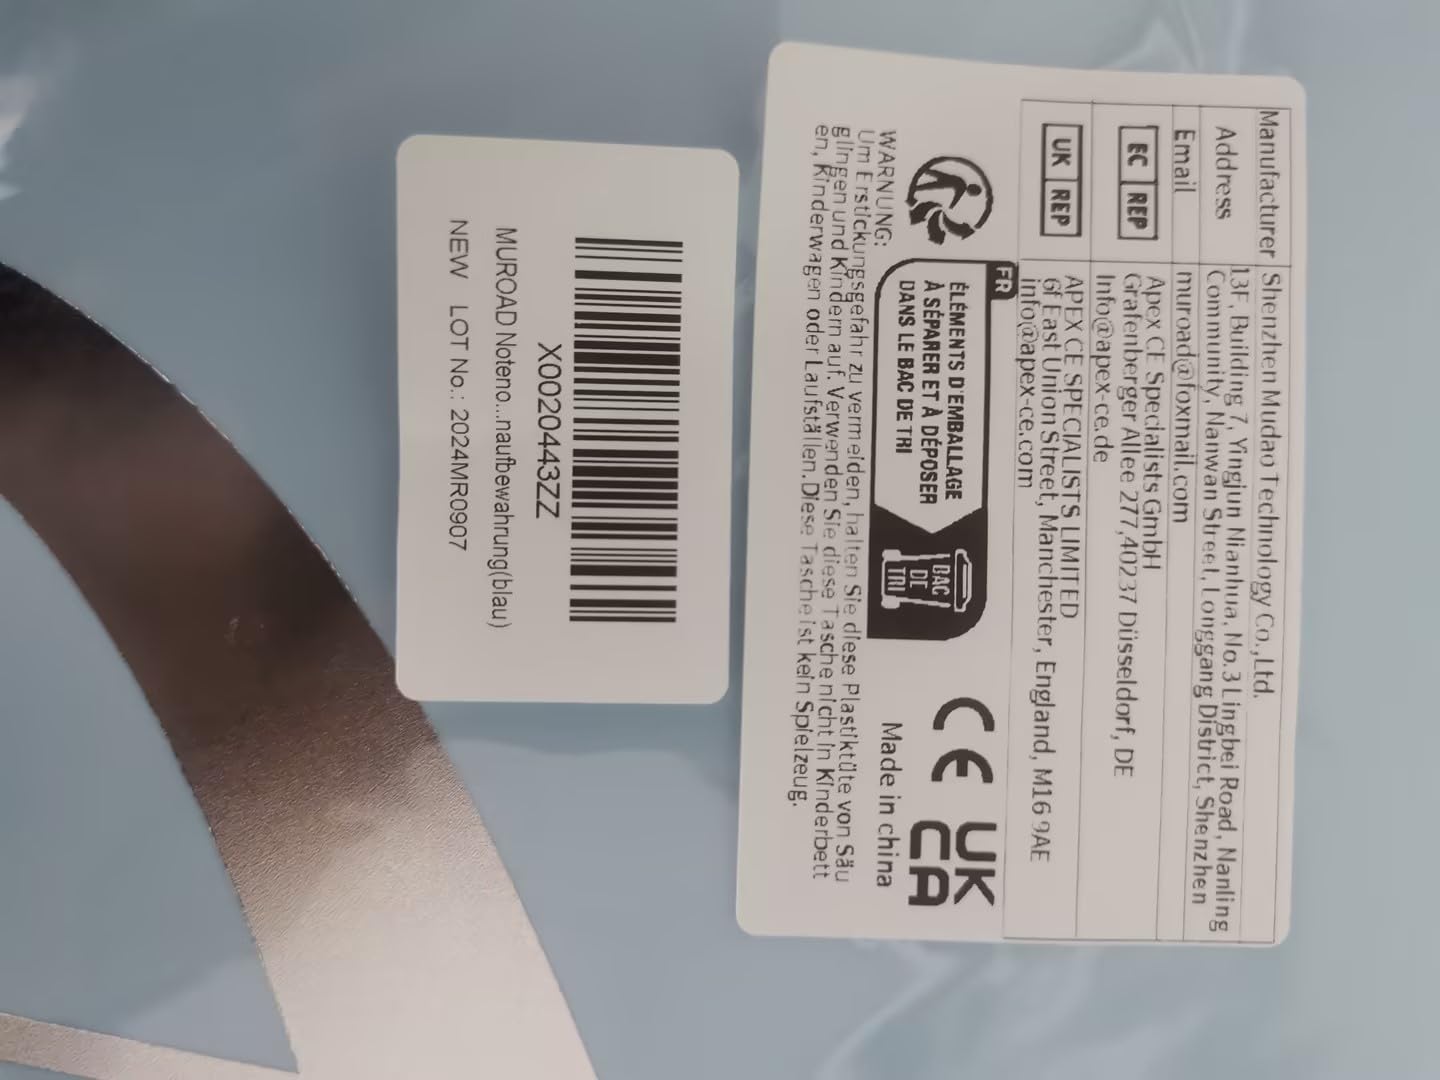 Manufacturer Shenzhen Mudao Technology Co.,Ltd.
Address 13F, Building 7, Yingjun Nianhua, No.3 Lingbei Road, Nanling
Community, Nanwan Street, Longgang District, Shenzhen
Email muroad@foxmail.com
EC REP Apex CE Specialists GmbH
Grafenberger Allee 277,40237 Düsseldorf, DE
Info@apex-ce.de
UK REP APEX CE SPECIALISTS LIMITED
6f East Union Street, Manchester, England, M16 9AE
info@apex-ce.com
FR
ÉLÉMENTS D'EMBALLAGE
À SÉPARER ET À DÉPOSER
DANS LE BAC DE TRI
BAC
DE
TRI
CE
UK
CA
Made in china
WARNUNG:
Um Erstickungsgefahr zu vermeiden, halten Sie diese Plastiktüte von Säu
glingen und Kindern auf. Verwenden Sie diese Tasche nicht in Kinderbett
en, Kinderwagen oder Laufställen. Diese Tasche ist kein Spielzeug.
X0020443ZZ
MUROAD Noteno...naufbewahrung(blau)
NEW LOT No.: 2024MR0907